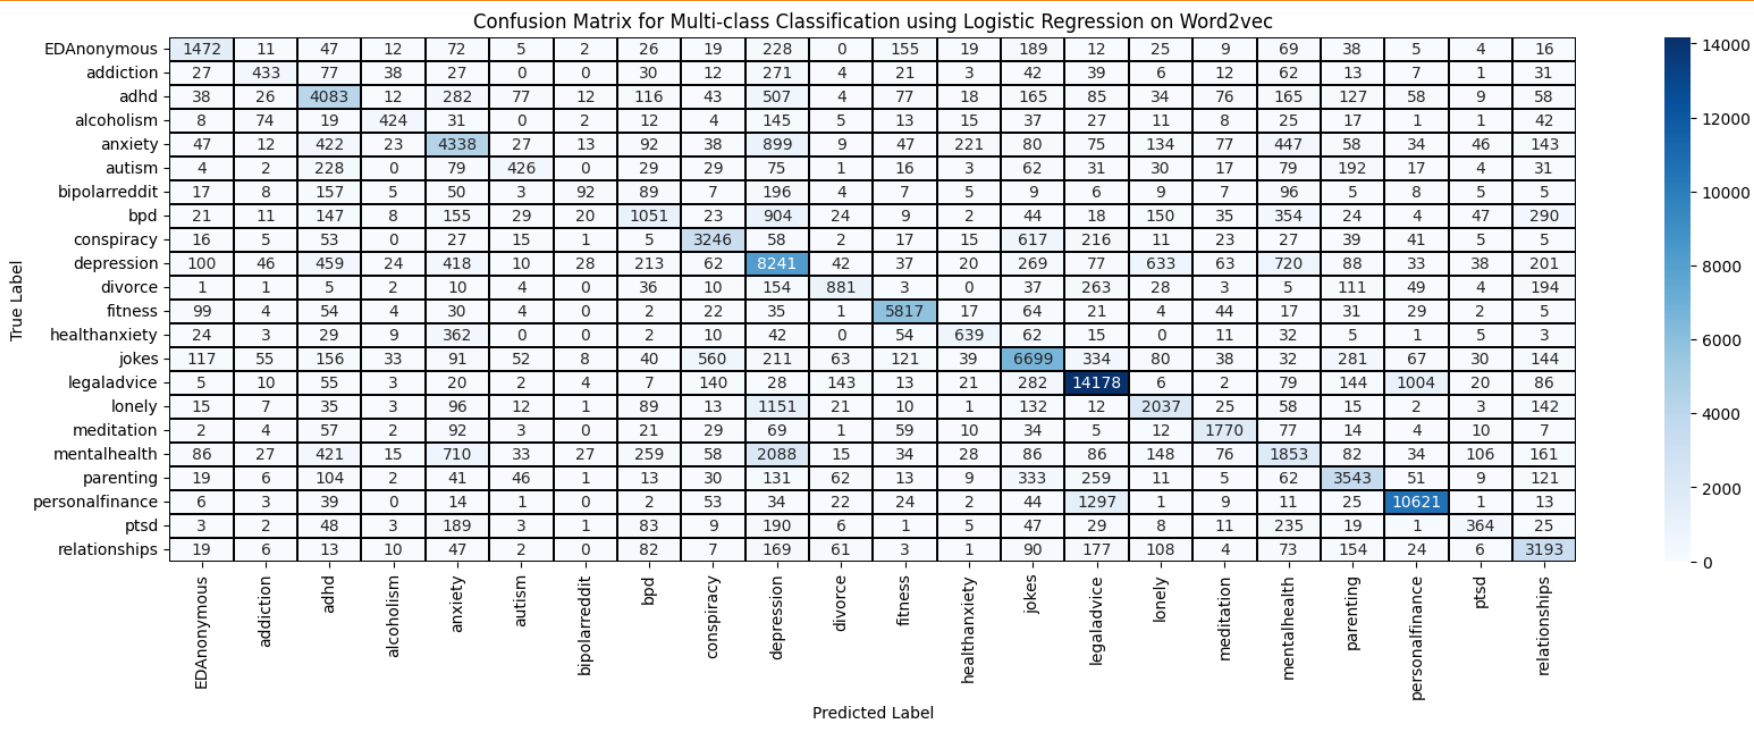 Confusion Matrix for Multi-class Classification using Logistic Regression on Word2vec
EDAnonymous 1472 11 47 12 72 5 2 26 19 228 0 155 19 189 12 25 9 69 38 5 4 16
addiction 27 433 77 38 27 0 0 30 12 271 4 21 3 42 39 6 12 62 13 7 1 31
adhd 38 26 4083 12 282 77 12 116 43 507 4 77 18 165 85 34 76 165 127 58 9 58
alcoholism 8 74 19 424 31 0 2 12 4 145 5 13 15 37 27 11 8 25 17 1 1 42
anxiety 47 12 422 23 4338 27 13 92 38 899 9 47 221 80 75 134 77 447 58 34 46 143
autism 4 2 228 0 79 426 0 29 29 75 1 16 3 62 31 30 17 79 192 17 4 31
bipolarreddit 17 8 157 5 50 3 92 89 7 196 4 7 5 9 6 9 7 96 5 8 5 5
bpd 21 11 147 8 155 29 20 1051 23 904 24 9 2 44 18 150 35 354 24 4 47 290
conspiracy 16 5 53 0 27 15 1 5 3246 58 2 17 15 617 216 11 23 27 39 41 5 5
depression 100 46 459 24 418 10 28 213 62 8241 42 37 20 269 77 633 63 720 88 33 38 201
divorce 1 1 5 2 10 4 0 36 10 154 881 3 0 37 263 28 3 5 111 49 4 194
fitness 99 4 54 4 30 4 0 2 22 35 1 5817 17 64 21 4 44 17 31 29 2 5
healthanxiety 24 3 29 9 362 0 0 2 10 42 0 54 639 62 15 0 11 32 5 1 5 3
jokes 117 55 156 33 91 52 8 40 560 211 63 121 39 6699 334 80 38 32 281 67 30 144
legaladvice 5 10 55 3 20 2 4 7 140 28 143 13 21 282 14178 6 2 79 144 1004 20 86
lonely 15 7 35 3 96 12 1 89 13 1151 21 10 1 132 12 2037 25 58 15 2 3 142
meditation 2 4 57 2 92 3 0 21 29 69 1 59 10 34 5 12 1770 77 14 4 10 7
mentalhealth 86 27 421 15 710 33 27 259 58 2088 15 34 28 86 86 148 76 1853 82 34 106 161
parenting 19 6 104 2 41 46 1 13 30 131 62 13 9 333 259 11 5 62 3543 51 9 121
personalfinance 6 3 39 0 14 1 0 2 53 34 22 24 2 44 1297 1 9 11 25 10621 1 13
ptsd 3 2 48 3 189 3 1 83 9 190 6 1 5 47 29 8 11 235 19 1 364 25
relationships 19 6 13 10 47 2 0 82 7 169 61 3 1 90 177 108 4 73 154 24 6 3193
EDAnonymous addiction adhd alcoholism anxiety autism bipolarreddit bpd conspiracy depression divorce fitness healthanxiety jokes legaladvice lonely meditation mentalhealth parenting personalfinance ptsd relationships
Predicted Label
True Label
14000
12000
10000
8000
6000
4000
2000
0